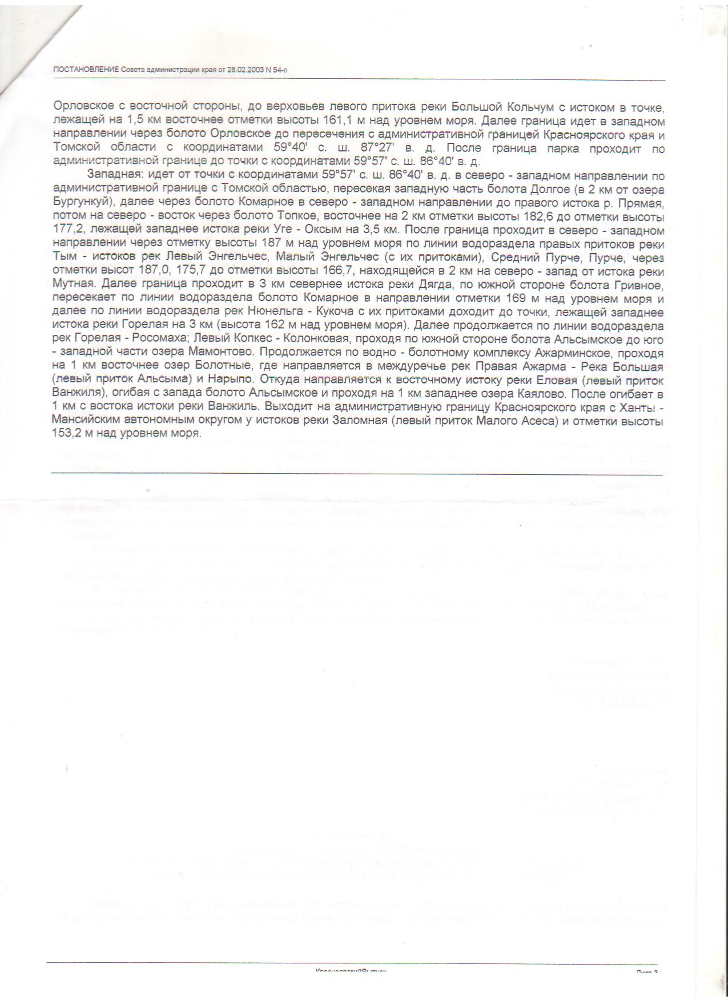 ПОСТАНОВЛЕНИЕ Совета администрации края от 28.02.2003 N 54-п
Орловское с восточной стороны, до верховьев левого притока реки Большой Кольчум с истоком в точке,
лежащей на 1,5 км восточнее отметки высоты 161,1 м над уровнем моря. Далее граница идет в западном
направлении через болото Орловское до пересечения с административной границей Красноярского края и
Томской области с координатами 59°40' с. ш. 87°27' в. д. После граница парка проходит по
административной границе до точки с координатами 59°57' с. ш. 86°40' в. д.
Западная: идет от точки с координатами 59°57' с. ш. 86°40' в. д. в северо - западном направлении по
административной границе с Томской областью, пересекая западную часть болота Долгое (в 2 км от озера
Бургункуй), далее через болото Комарное в северо - западном направлении до правого истока р. Прямая,
потом на северо - восток через болото Топкое, восточнее на 2 км отметки высоты 182,6 до отметки высоты
177,2, лежащей западнее истока реки Уге - Оксым на 3,5 км. После граница проходит в северо - западном
направлении через отметку высоты 187 м над уровнем моря по линии водораздела правых притоков реки
Тым - истоков рек Левый Энгельчес, Малый Энгельчес (с их притоками), Средний Пурче, Пурче, через
отметки высот 187,0, 175,7 до отметки высоты 166,7, находящейся в 2 км на северо - запад от истока реки
Мутная. Далее граница проходит в 3 км севернее истока реки Дягда, по южной стороне болота Гривное,
пересекает по линии водораздела болото Комарное в направлении отметки 169 м над уровнем моря и
далее по линии водораздела рек Нюнельга - Кукоча с их притоками доходит до точки, лежащей западнее
истока реки Горелая на 3 км (высота 162 м над уровнем моря). Далее продолжается по линии водораздела
рек Горелая - Росомаха; Левый Копкес - Колонковая, проходя по южной стороне болота Альсымское до юго
- западной части озера Мамонтово. Продолжается по водно - болотному комплексу Ажарминское, проходя
на 1 км восточнее озер Болотные, где направляется в междуречье рек Правая Ажарма - Река Большая
(левый приток Альсыма) и Нарыпо. Откуда направляется к восточному истоку реки Еловая (левый приток
Ванжиля), огибая с запада болото Альсымское и проходя на 1 км западнее озера Каялово. После огибает в
1 км с востока истоки реки Ванжиль. Выходит на административную границу Красноярского края с Ханты -
Мансийским автономным округом у истоков реки Заломная (левый приток Малого Асеса) и отметки высоты
153,2 м над уровнем моря.
КрасноярскийВыпуск
Лист 3